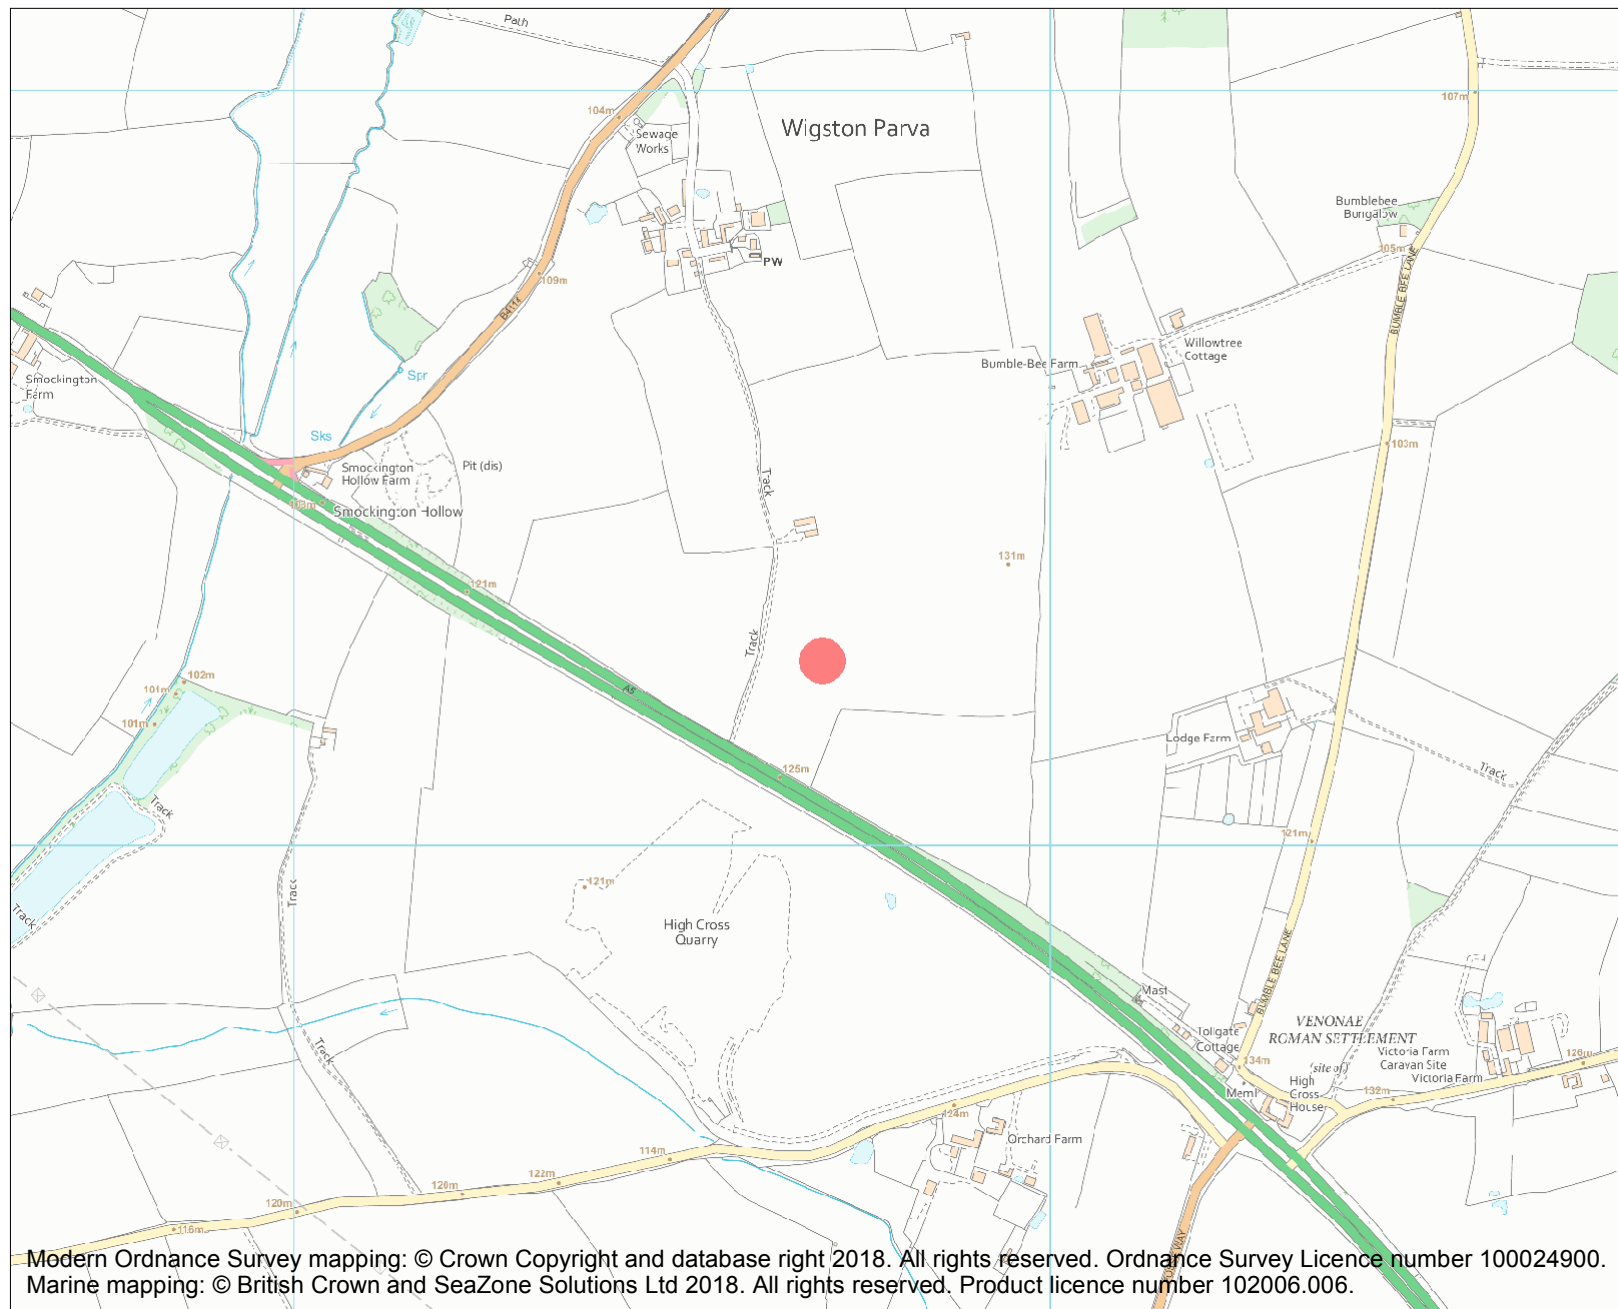 Path
107m
104m
Sewage
Works
Wigston Parva
Bumblebee
Bungalow
105m
PW
109m
B4114
BUMBLE BEE LANE
Willowtree
Cottage
Bumble-Bee Farm
Smockington
Farm
Spr
Sks
103m
Smockington
Hollow Farm
Pit (dis)
Track
Smockington Hollow
131m
121m
Track
102m
101m
A5
101m
Lodge Farm
125m
Track
Track
121m
121m
Track
Track
High Cross
Quarry
BUMBLE BEE LANE
Mast
VENONAE
ROMAN SETTLEMENT
(site of)
Tollgate
Cottage
Track
Victoria Farm
Caravan Site
Victoria Farm
126m
134m
High
Cross
House
Meml
132m
124m
Orchard Farm
114m
122m
120m
120m
116m
Modern Ordnance Survey mapping: © Crown Copyright and database right 2018. All rights reserved. Ordnance Survey Licence number 100024900.
Marine mapping: © British Crown and SeaZone Solutions Ltd 2018. All rights reserved. Product licence number 102006.006.